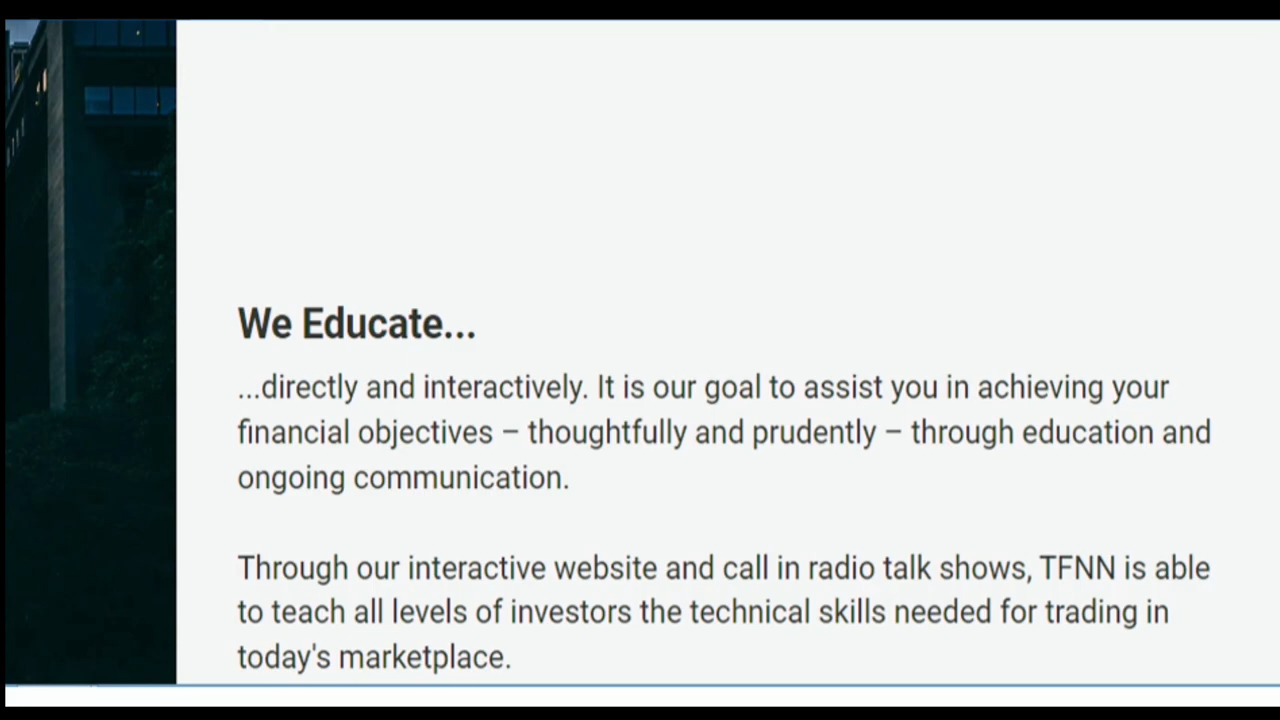 We Educate...
...directly and interactively. It is our goal to assist you in achieving your
financial objectives – thoughtfully and prudently – through education and
ongoing communication.
Through our interactive website and call in radio talk shows, TFNN is able
to teach all levels of investors the technical skills needed for trading in
today's marketplace.